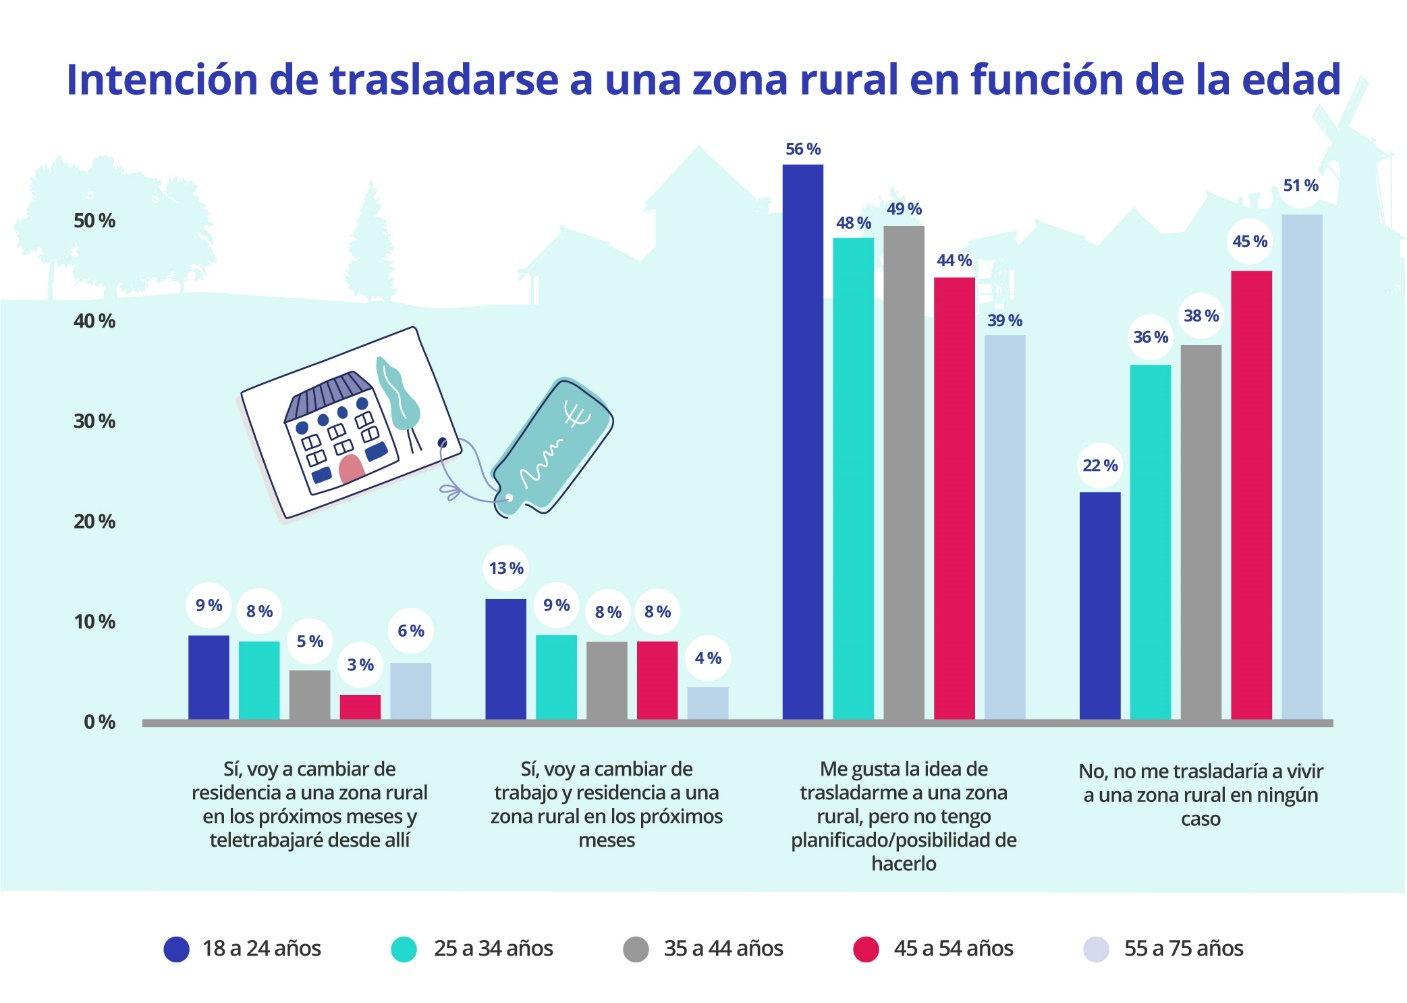 Intención de trasladarse a una zona rural en función de la edad
50 %
40 %
30 %
20 %
10 %
0 %
9 %
8 %
5 %
3 %
6 %
13 %
9 %
8 %
8 %
4 %
56 %
48 %
49 %
44 %
39 %
22 %
36 %
38 %
45 %
51 %
Sí, voy a cambiar de
residencia a una zona rural
en los próximos meses y
teletrabajaré desde allí
Sí, voy a cambiar de
trabajo y residencia a una
zona rural en los próximos
meses
Me gusta la idea de
trasladarme a una zona
rural, pero no tengo
planificado/posibilidad de
hacerlo
No, no me trasladaría a vivir
a una zona rural en ningún
caso
18 a 24 años
25 a 34 años
35 a 44 años
45 a 54 años
55 a 75 años